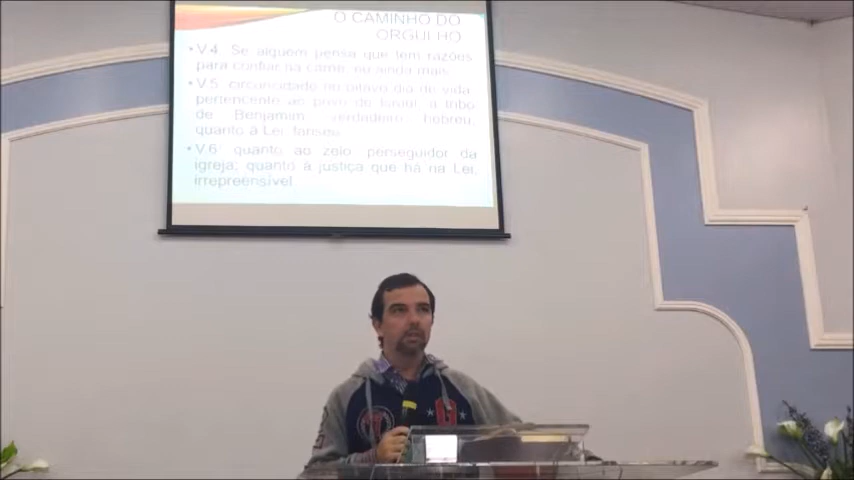 O CAMINHO DO
ORGULHO
• V.4 Se alguém pensa que tem razões
para confiar na carne, eu ainda mais:
• V.5 circuncidado no oitavo dia de vida,
pertencente ao povo de Israel, à tribo
de Benjamim, verdadeiro hebreu;
quanto à Lei, fariseu;
• V.6 quanto ao zelo, perseguidor da
igreja; quanto à justiça que há na Lei,
irrepreensível.